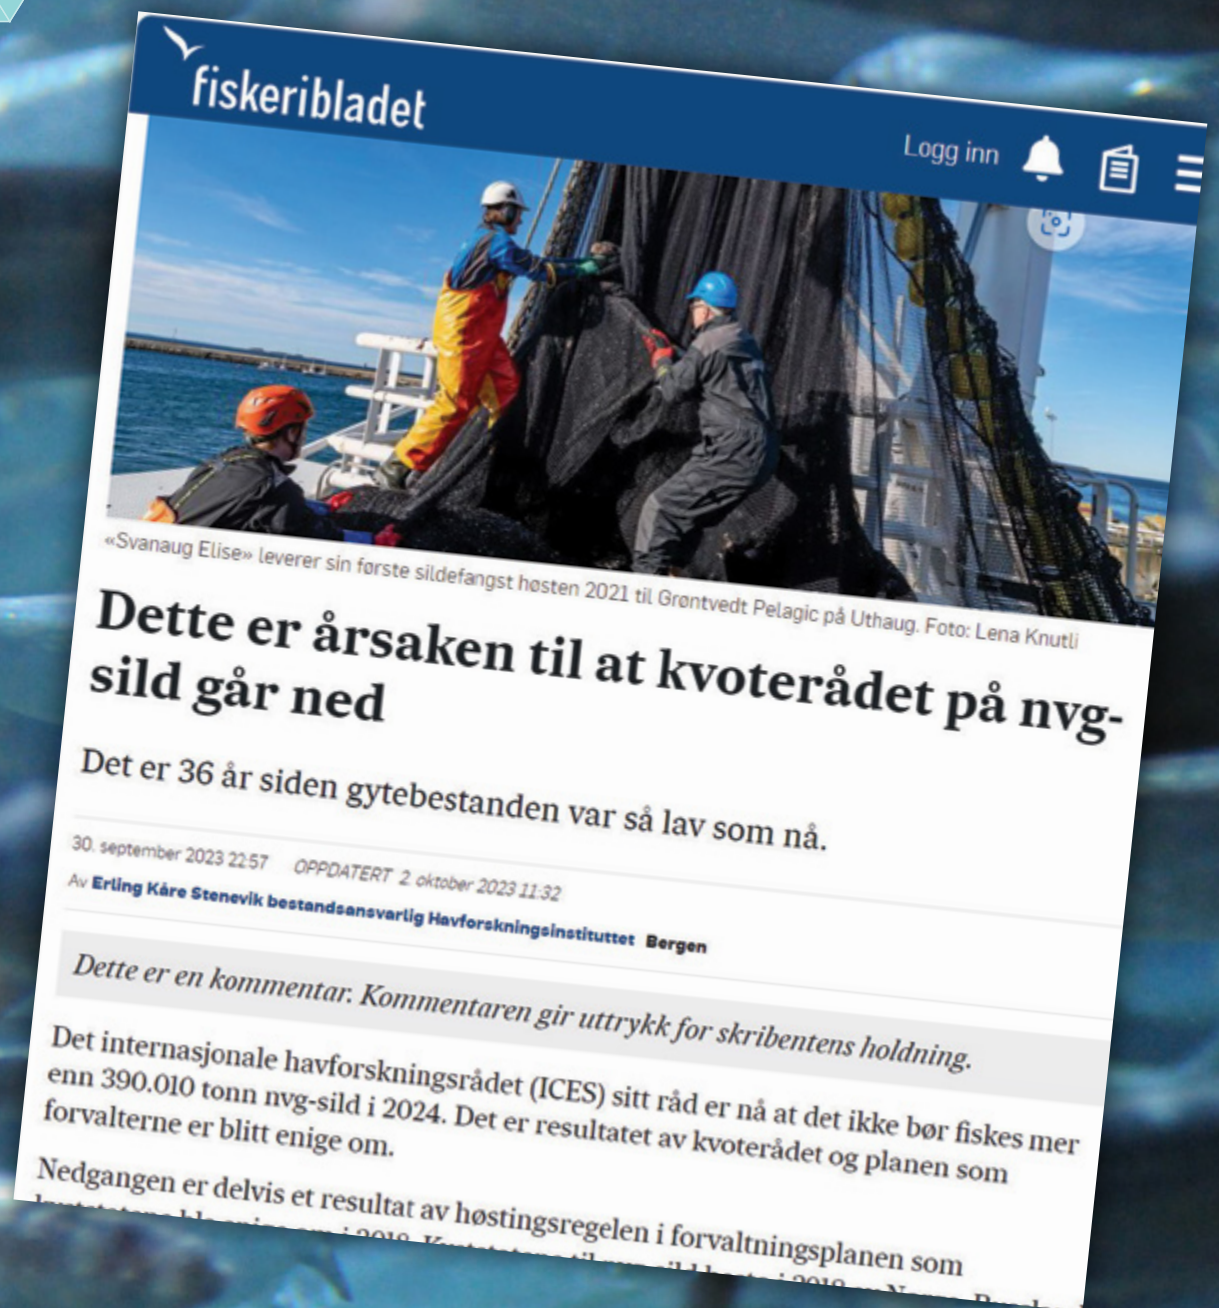 fiskeribladet
Logg inn
«Svanaug Elise» leverer sin første sildefangst høsten 2021 til Grøntvedt Pelagic på Uthaug. Foto: Lena Knutli
Dette er årsaken til at kvoterådet på nvg-
sild går ned
Det er 36 år siden gytebestanden var så lav som nå.
30. september 2023 22:57 OPPDATERT 2. oktober 2023 11:32
Av Erling Kåre Stenevik bestandsansvarlig Havforskningsinstituttet Bergen
Dette er en kommentar. Kommentaren gir uttrykk for skribentens holdning.
Det internasjonale havforskningsrådet (ICES) sitt råd er nå at det ikke bør fiskes mer
enn 390.010 tonn nvg-sild i 2024. Det er resultatet av kvoterådet og planen som
forvalterne er blitt enige om.
Nedgangen er delvis et resultat av høstingsregelen i forvaltningsplanen som